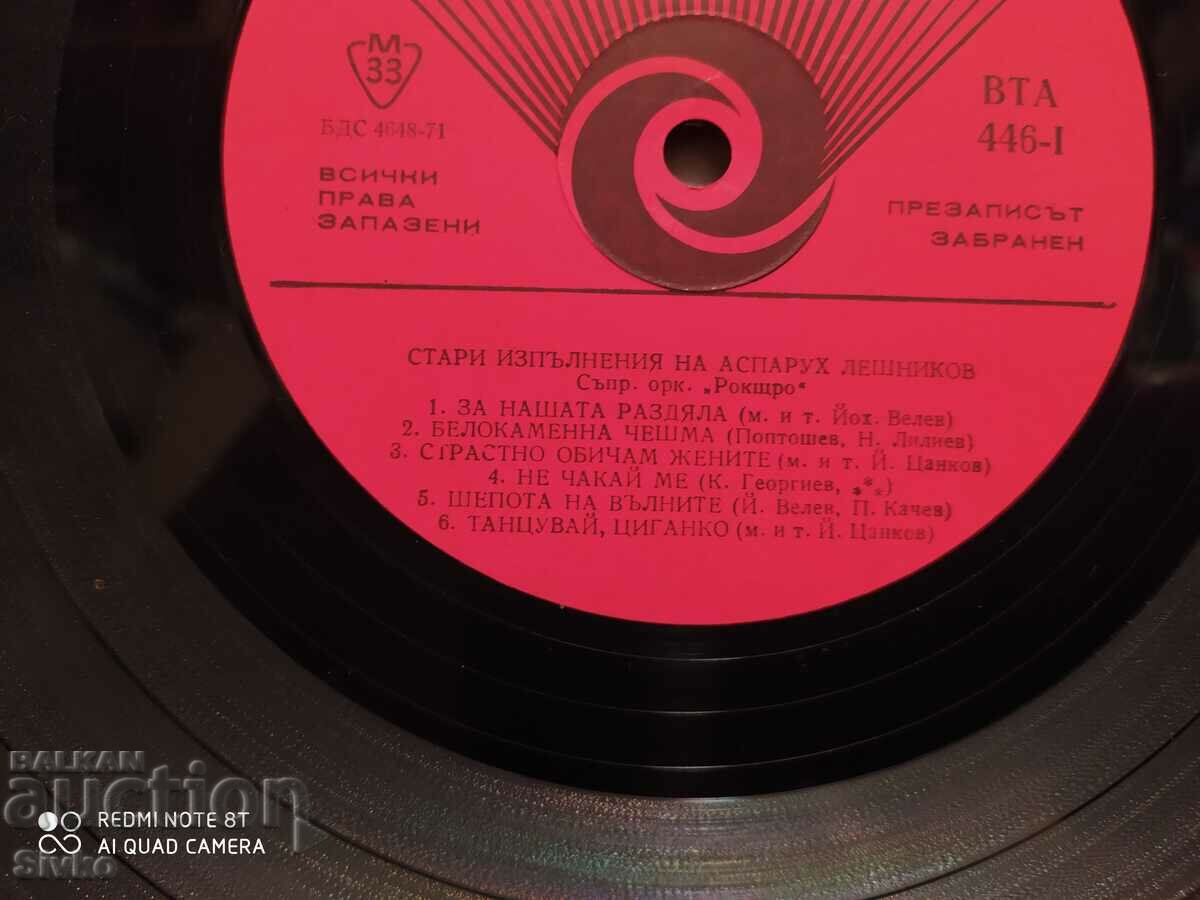 М
33
БДС 4648-71
ВСИЧКИ
ПРАВА
ЗАПАЗЕНИ
ВТА
446-I
ПРЕЗАПИСЪТ
ЗАБРАНЕН
СТАРИ ИЗПЪЛНЕНИЯ НА АСПАРУХ ЛЕШНИКОВ
Съпр. орк. „Рокщро“
1. ЗА НАШАТА РАЗДЯЛА (м. и т. Йох. Велев)
2. БЕЛОКАМЕННА ЧЕШМА (Поптошев, Н. Лилиев)
3. СТРАСТНО ОБИЧАМ ЖЕНИТЕ (м. и т. Й. Цанков)
4. НЕ ЧАКАЙ МЕ (К. Георгиев, ***)
5. ШЕПОТА НА ВЪЛНИТЕ (Й. Велев, П. Качев)
6. ТАНЦУВАЙ, ЦИГАНКО (м. и т. Й. Цанков)
BALKAN
auction
REDMI NOTE 8T
AI QUAD CAMERA
Sivko